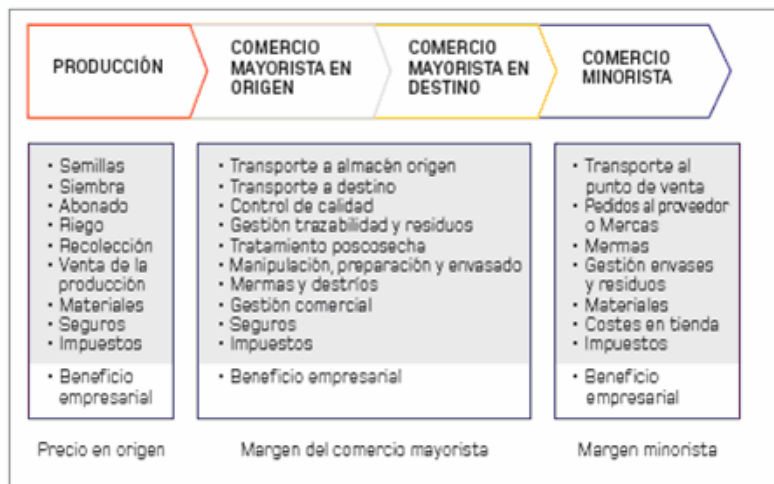 PRODUCCIÓN
COMERCIO
MAYORISTA EN
ORIGEN
COMERCIO
MAYORISTA EN
DESTINO
COMERCIO
MINORISTA
• Semillas
• Siembra
• Abonado
• Riego
• Recolección
• Venta de la
producción
• Materiales
• Seguros
• Impuestos
• Beneficio
empresarial
• Transporte a almacén origen
• Transporte a destino
• Control de calidad
• Gestión trazabilidad y residuos
• Tratamiento poscosecha
• Manipulación, preparación y envasado
• Mermas y destríos
• Gestión comercial
• Seguros
• Impuestos
• Beneficio empresarial
• Transporte al
punto de venta
• Pedidos al proveedor
o Mercas
• Mermas
• Gestión envases
y residuos
• Materiales
• Costes en tienda
• Impuestos
• Beneficio
empresarial
Precio en origen
Margen del comercio mayorista
Margen minorista